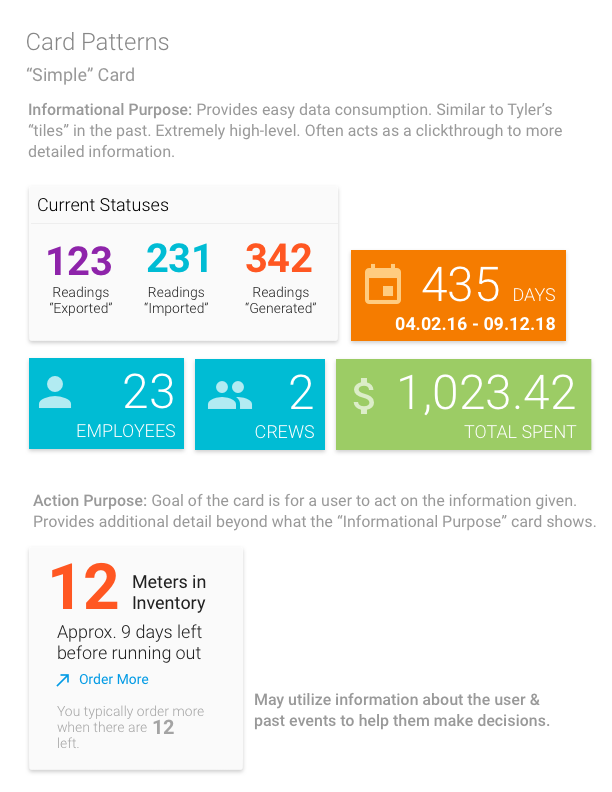 Card Patterns
“Simple” Card
Informational Purpose: Provides easy data consumption. Similar to Tyler’s
“tiles” in the past. Extremely high-level. Often acts as a clickthrough to more
detailed information.
Current Statuses
123 231 342
Readings Readings Readings
“Exported” “Imported” “Generated”
435 DAYS
04.02.16 - 09.12.18
23
EMPLOYEES
2
CREWS
$ 1,023.42
TOTAL SPENT
Action Purpose: Goal of the card is for a user to act on the information given.
Provides additional detail beyond what the “Informational Purpose” card shows.
12 Meters in
Inventory
Approx. 9 days left
before running out
Order More
You typically order more
when there are 12
left.
May utilize information about the user &
past events to help them make decisions.